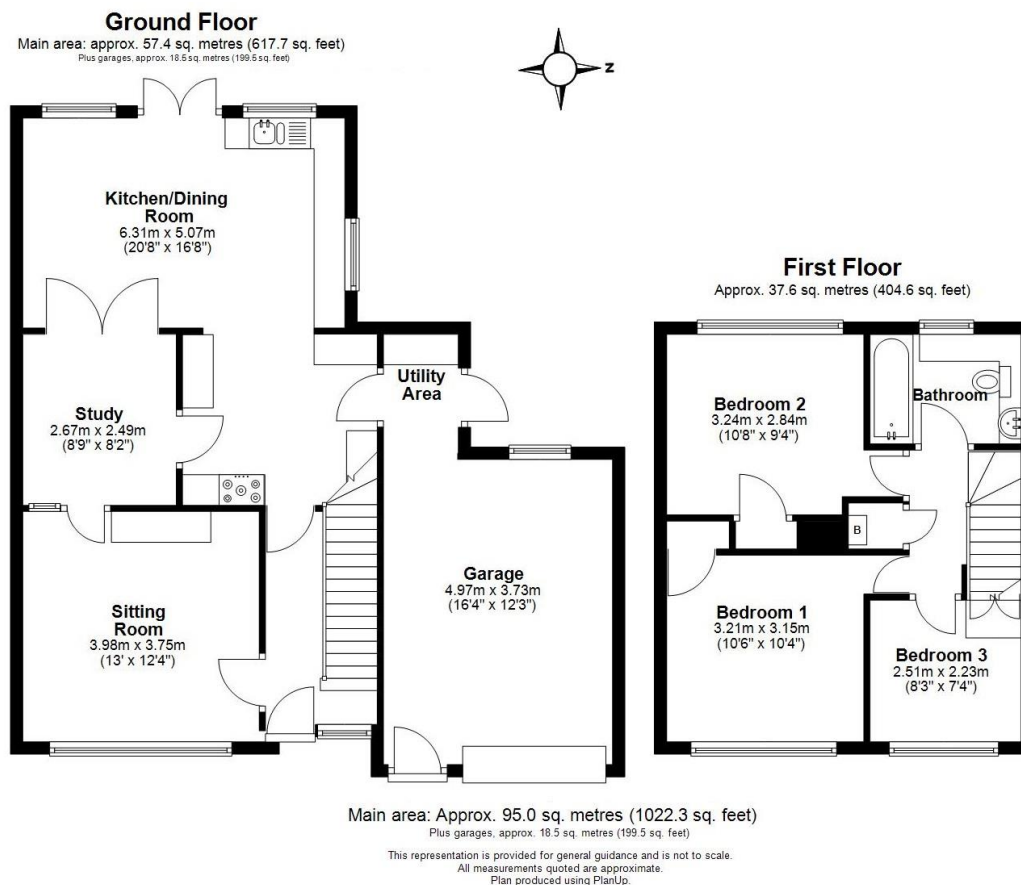 Ground Floor
Main area: approx. 57.4 sq. metres (617.7 sq. feet)
Plus garages, approx. 18.5 sq. metres (199.5 sq. feet)
Z
Kitchen/Dining
Room
6.31m x 5.07m
(20'8" x 16'8")
Utility
Area
Study
2.67m x 2.49m
(8'9" x 8'2")
Sitting
Room
3.98m x 3.75m
(13' x 12'4")
Garage
4.97m x 3.73m
(16'4" x 12'3")
First Floor
Approx. 37.6 sq. metres (404.6 sq. feet)
Bedroom 2
3.24m x 2.84m
(10'8" x 9'4")
Bathroom
B
Bedroom 1
3.21m x 3.15m
(10'6" x 10'4")
Bedroom 3
2.51m x 2.23m
(8'3" x 7'4")
Main area: Approx. 95.0 sq. metres (1022.3 sq. feet)
Plus garages, approx. 18.5 sq. metres (199.5 sq. feet)
This representation is provided for general guidance and is not to scale.
All measurements quoted are approximate.
Plan produced using PlanUp.